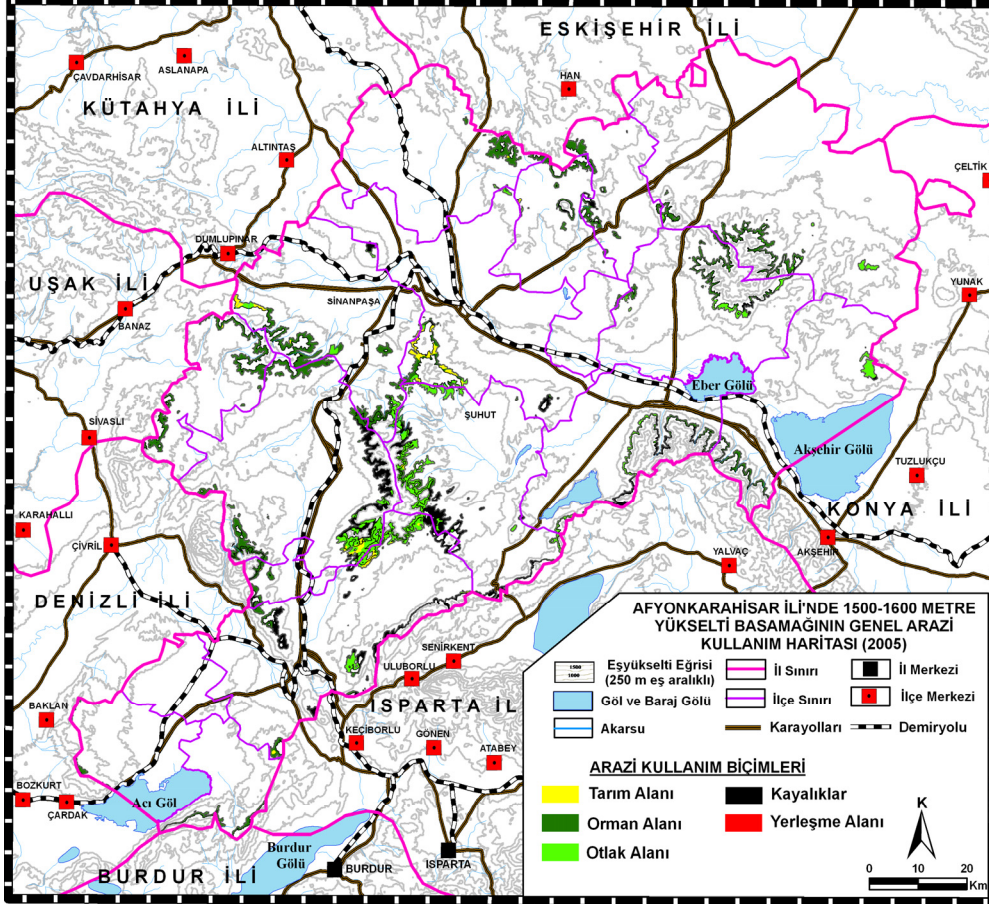 ESKİŞEHİR İLİ
ÇAVDARHİSAR
ASLANAPA
HAN
KÜTAHYA İLİ
ALTINTAŞ
ÇELTİK
DUMLUPINAR
UŞAK İLİ
SİNANPAŞA
YUNAK
BANAZ
Eber Gölü
ŞUHUT
SİVASLI
Akşehir Gölü
TUZLUKÇU
KARAHALLI
KONYA İLİ
ÇİVRİL
AKŞEHİR
YALVAÇ
DENİZLİ İLİ
SENİRKENT
ULUBORLU
ISPARTA İL
BAKLAN
KEÇİBORLU
GÖNEN
ATABEY
BOZKURT
Acı Göl
ÇARDAK
Burdur
Gölü
BURDUR
ISPARTA
BURDUR İLİ
AFYONKARAHİSAR İLİ'NDE 1500-1600 METRE
YÜKSELTİ BASAMAĞININ GENEL ARAZİ
KULLANIM HARİTASI (2005)
1500
1000
Eşyükselti Eğrisi
(250 m eş aralıklı)
İl Sınırı
İl Merkezi
Göl ve Baraj Gölü
İlçe Sınırı
İlçe Merkezi
Akarsu
Karayolları
Demiryolu
ARAZİ KULLANIM BİÇİMLERİ
Tarım Alanı
Kayalıklar
Orman Alanı
Yerleşme Alanı
Otlak Alanı
K
0 10 20
Km